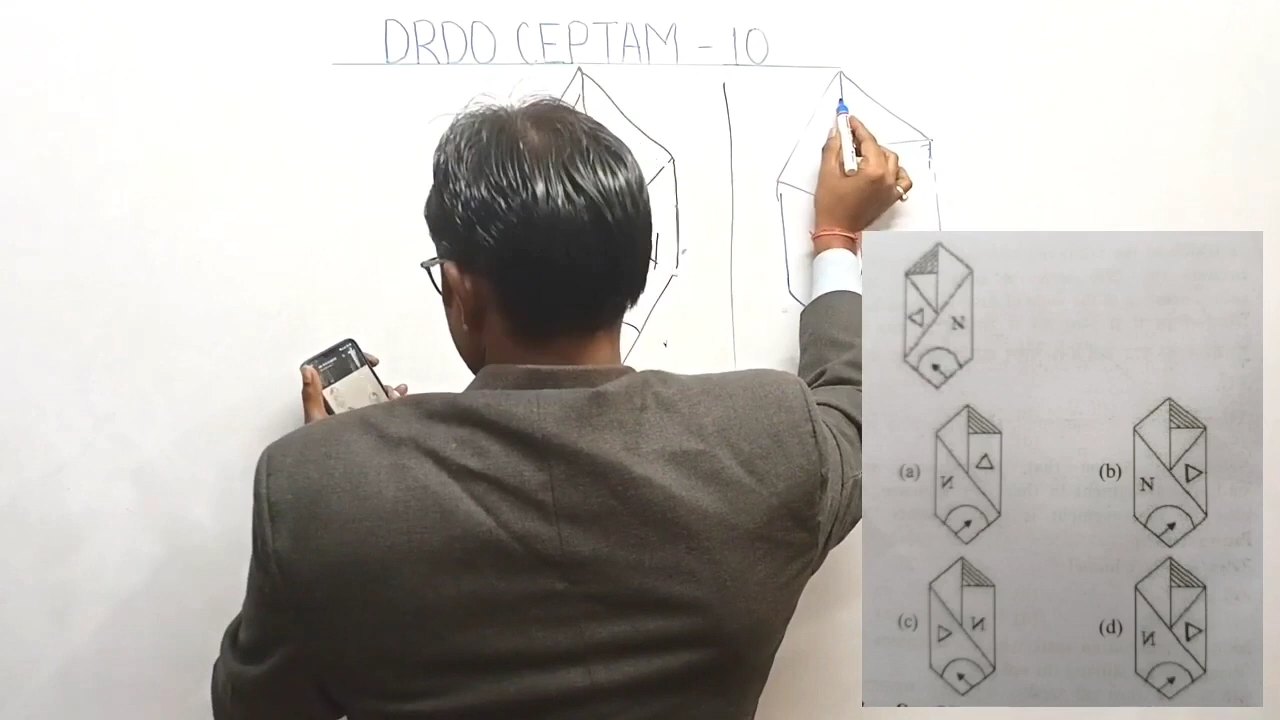 DRDO CEPTAM - 10
N
(a)
И
(b)
N
(c)
И
(d)
И